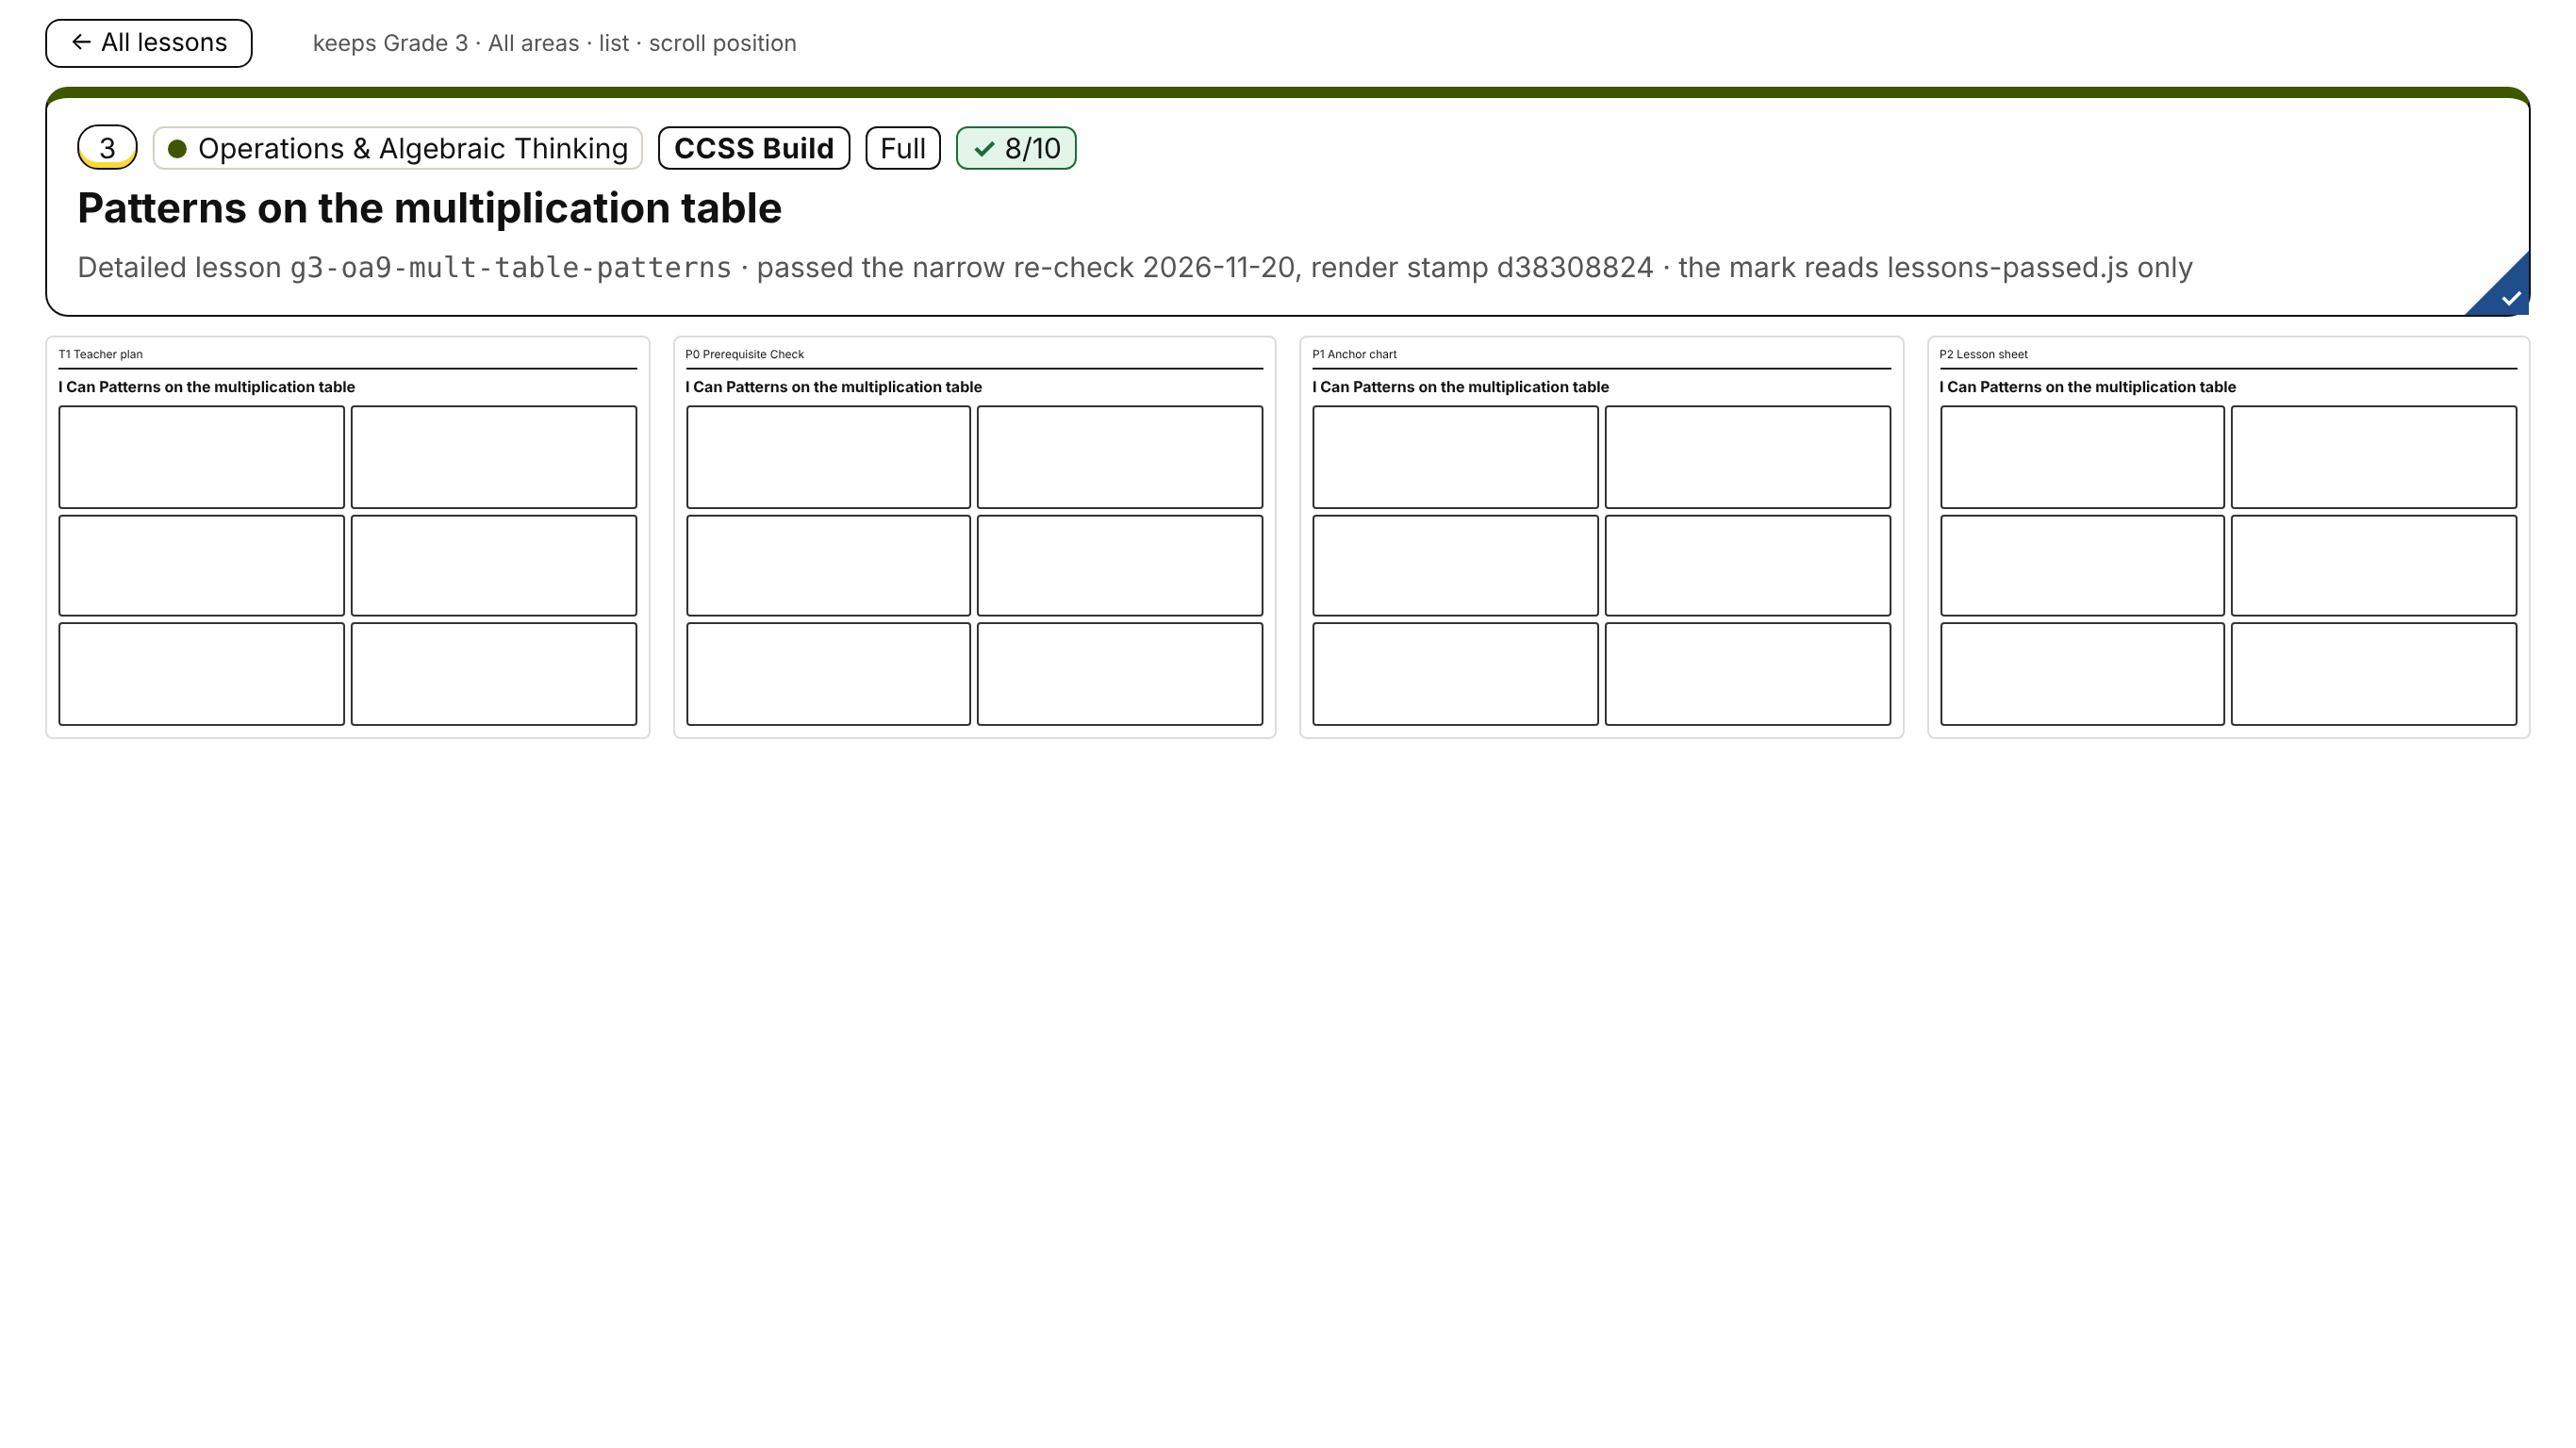 ← All lessons
keeps Grade 3 · All areas · list · scroll position
3
Operations & Algebraic Thinking
CCSS Build
Full
✓ 8/10
Patterns on the multiplication table
Detailed lesson g3-oa9-mult-table-patterns · passed the narrow re-check 2026-11-20, render stamp d38308824 · the mark reads lessons-passed.js only
T1 Teacher plan
I Can Patterns on the multiplication table
P0 Prerequisite Check
I Can Patterns on the multiplication table
P1 Anchor chart
I Can Patterns on the multiplication table
P2 Lesson sheet
I Can Patterns on the multiplication table